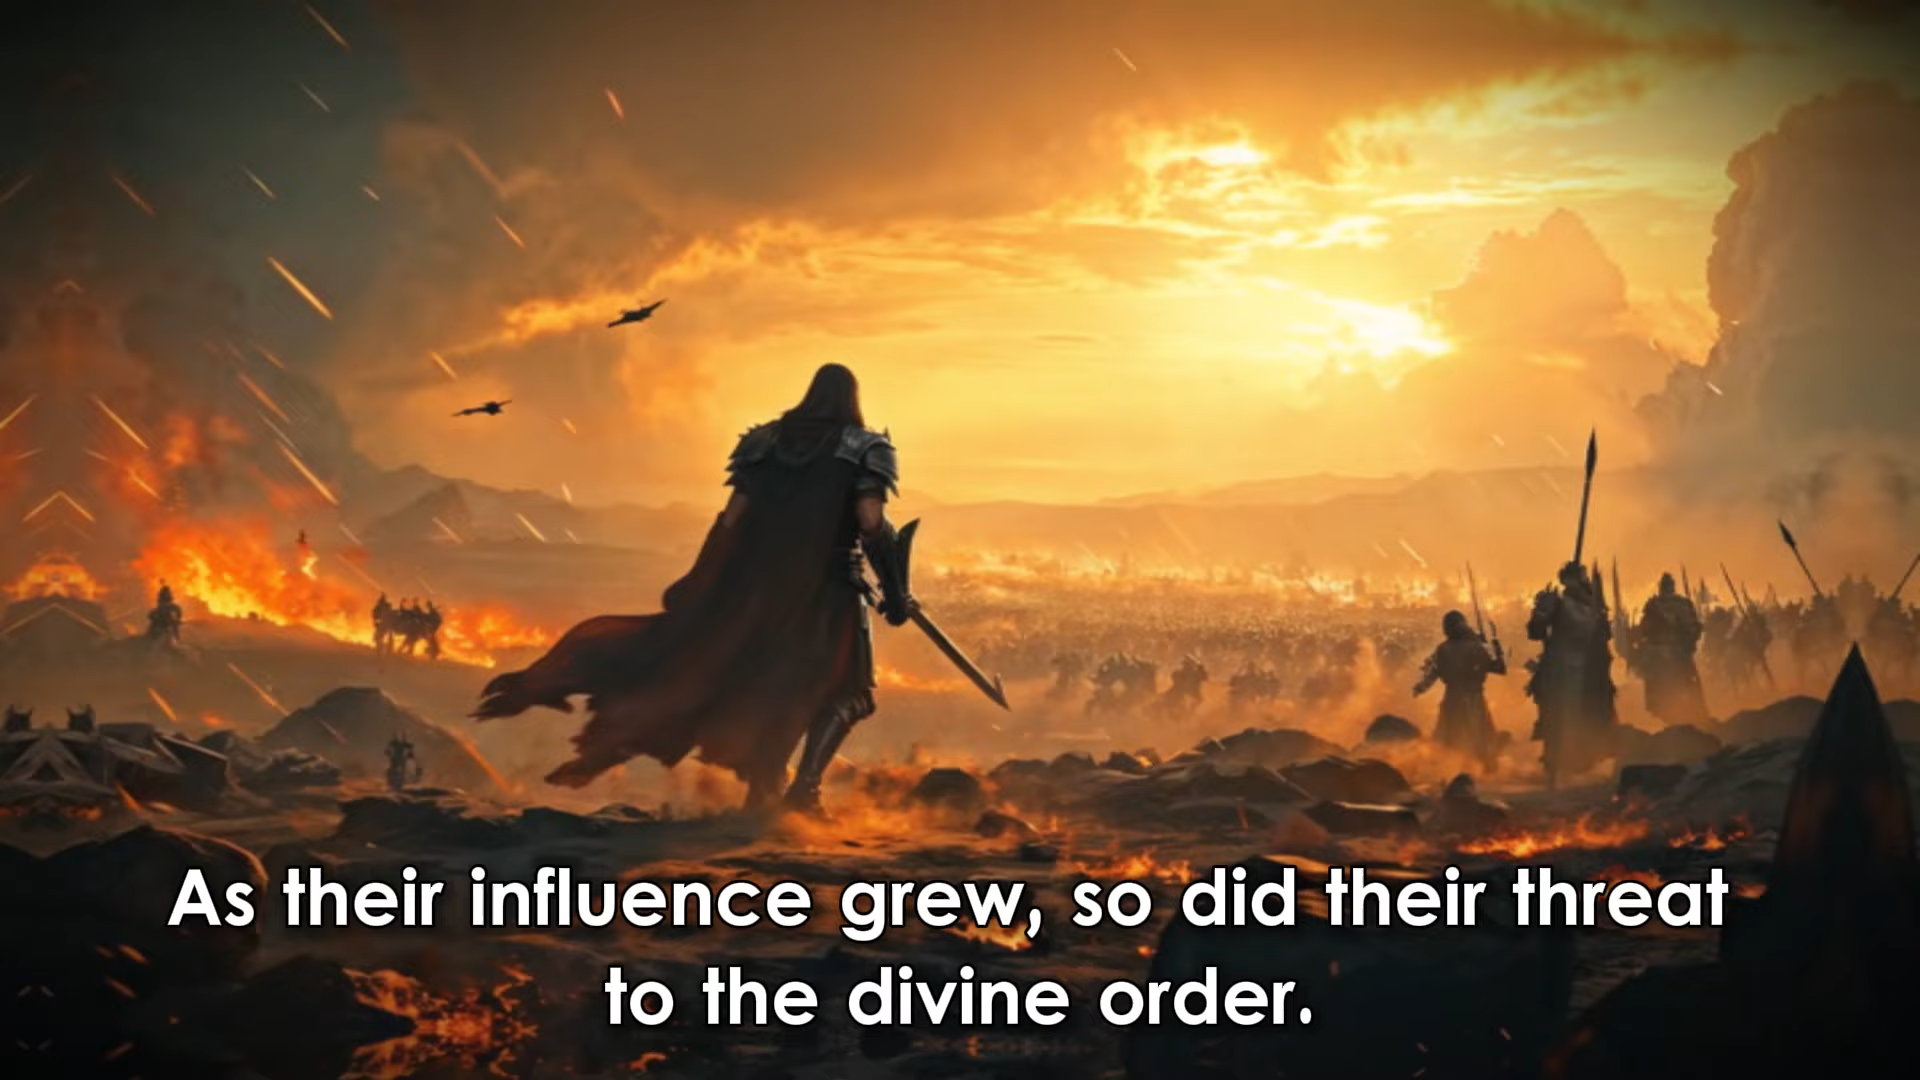 As their influence grew, so did their threat
to the divine order.